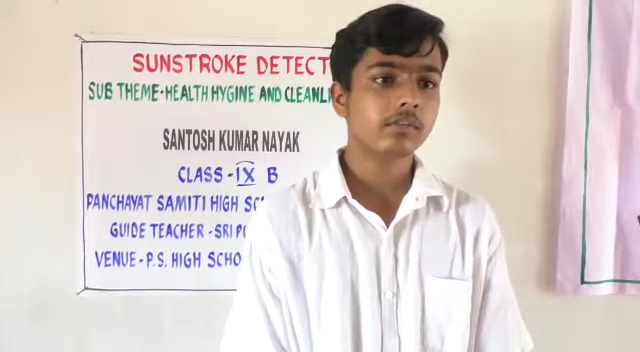 SUNSTROKE DETECT
SUB THEME-HEALTH HYGINE AND CLEANL
SANTOSH KUMAR NAYAK
CLASS-IX B
PANCHAYAT SAMITI HIGH
GUIDE TEACHER-SRI
VENUE-P.S. HIGH SCHO